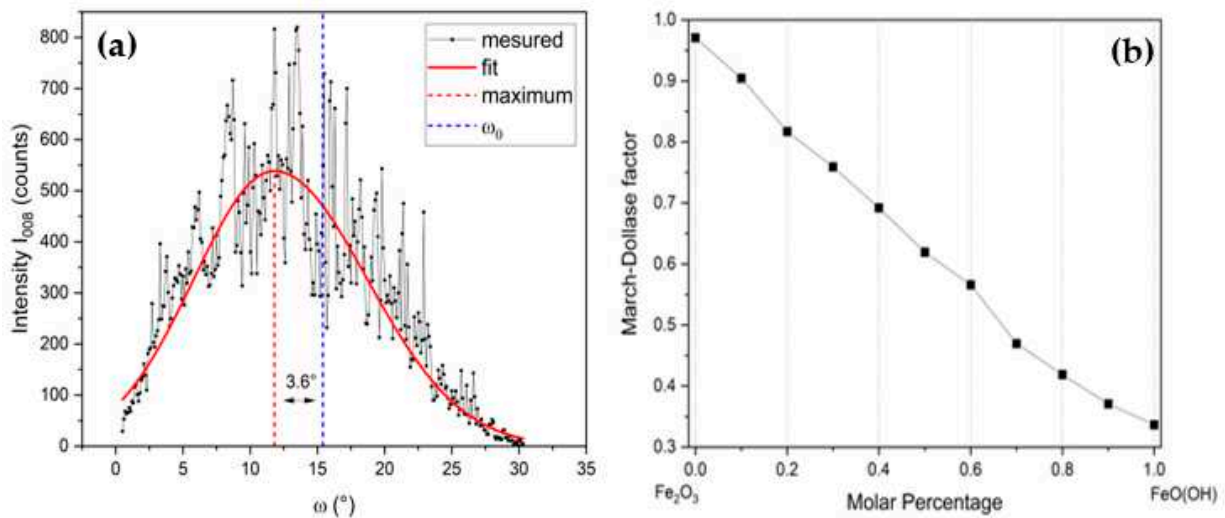 (a)
mesured
fit
maximum
ω₀
Intensity I₀₀₈ (counts)
800
700
600
500
400
300
200
100
0
3.6°
0 5 10 15 20 25 30 35
ω (°)
(b)
March-Dollase factor
1.0
0.9
0.8
0.7
0.6
0.5
0.4
0.3
0.0 0.2 0.4 0.6 0.8 1.0
Fe₂O₃ FeO(OH)
Molar Percentage